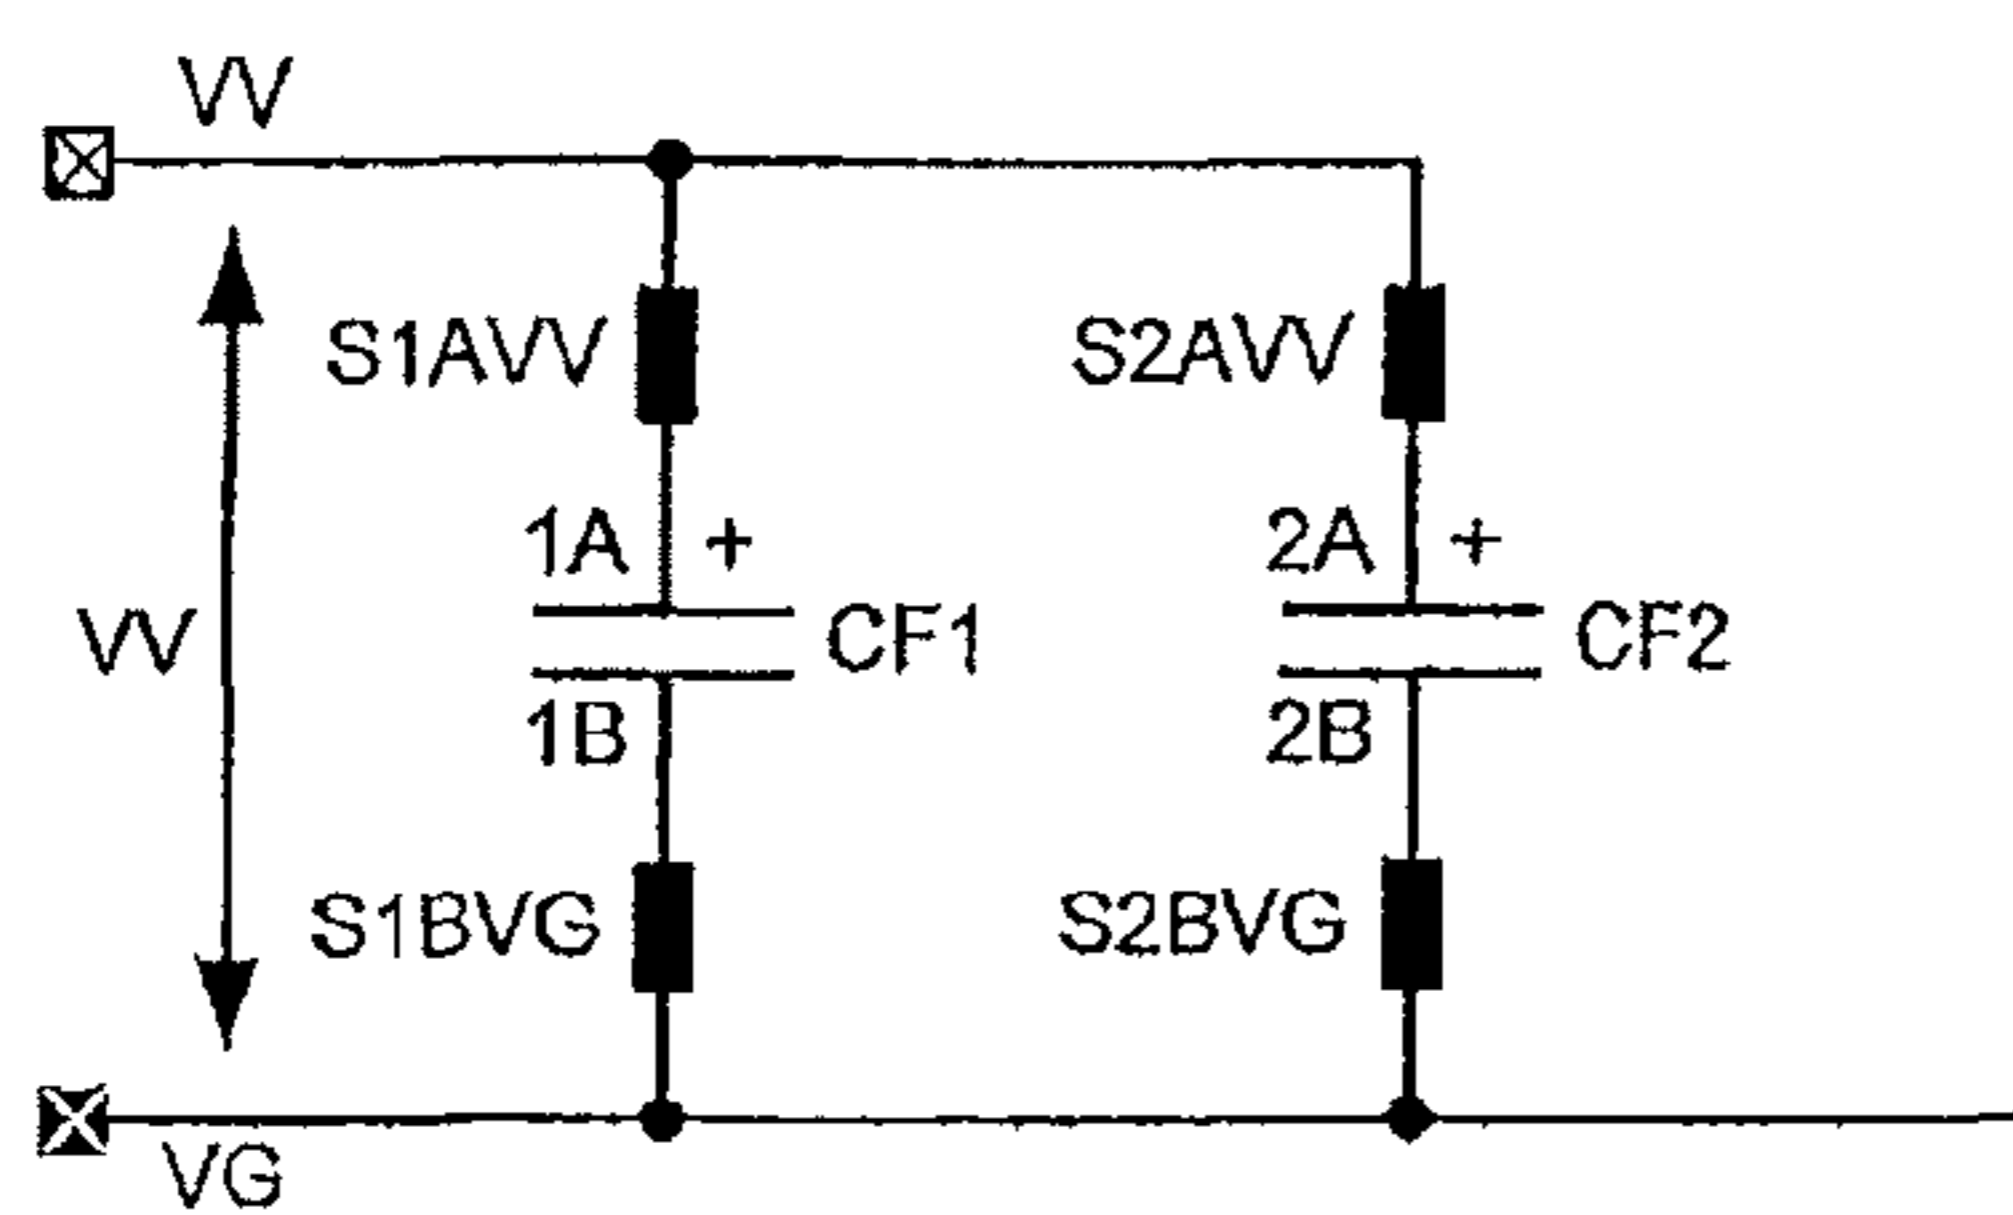 VV
S1AVV
S2AVV
1A +
2A +
VV
CF1
CF2
1B
2B
S1BVG
S2BVG
VG